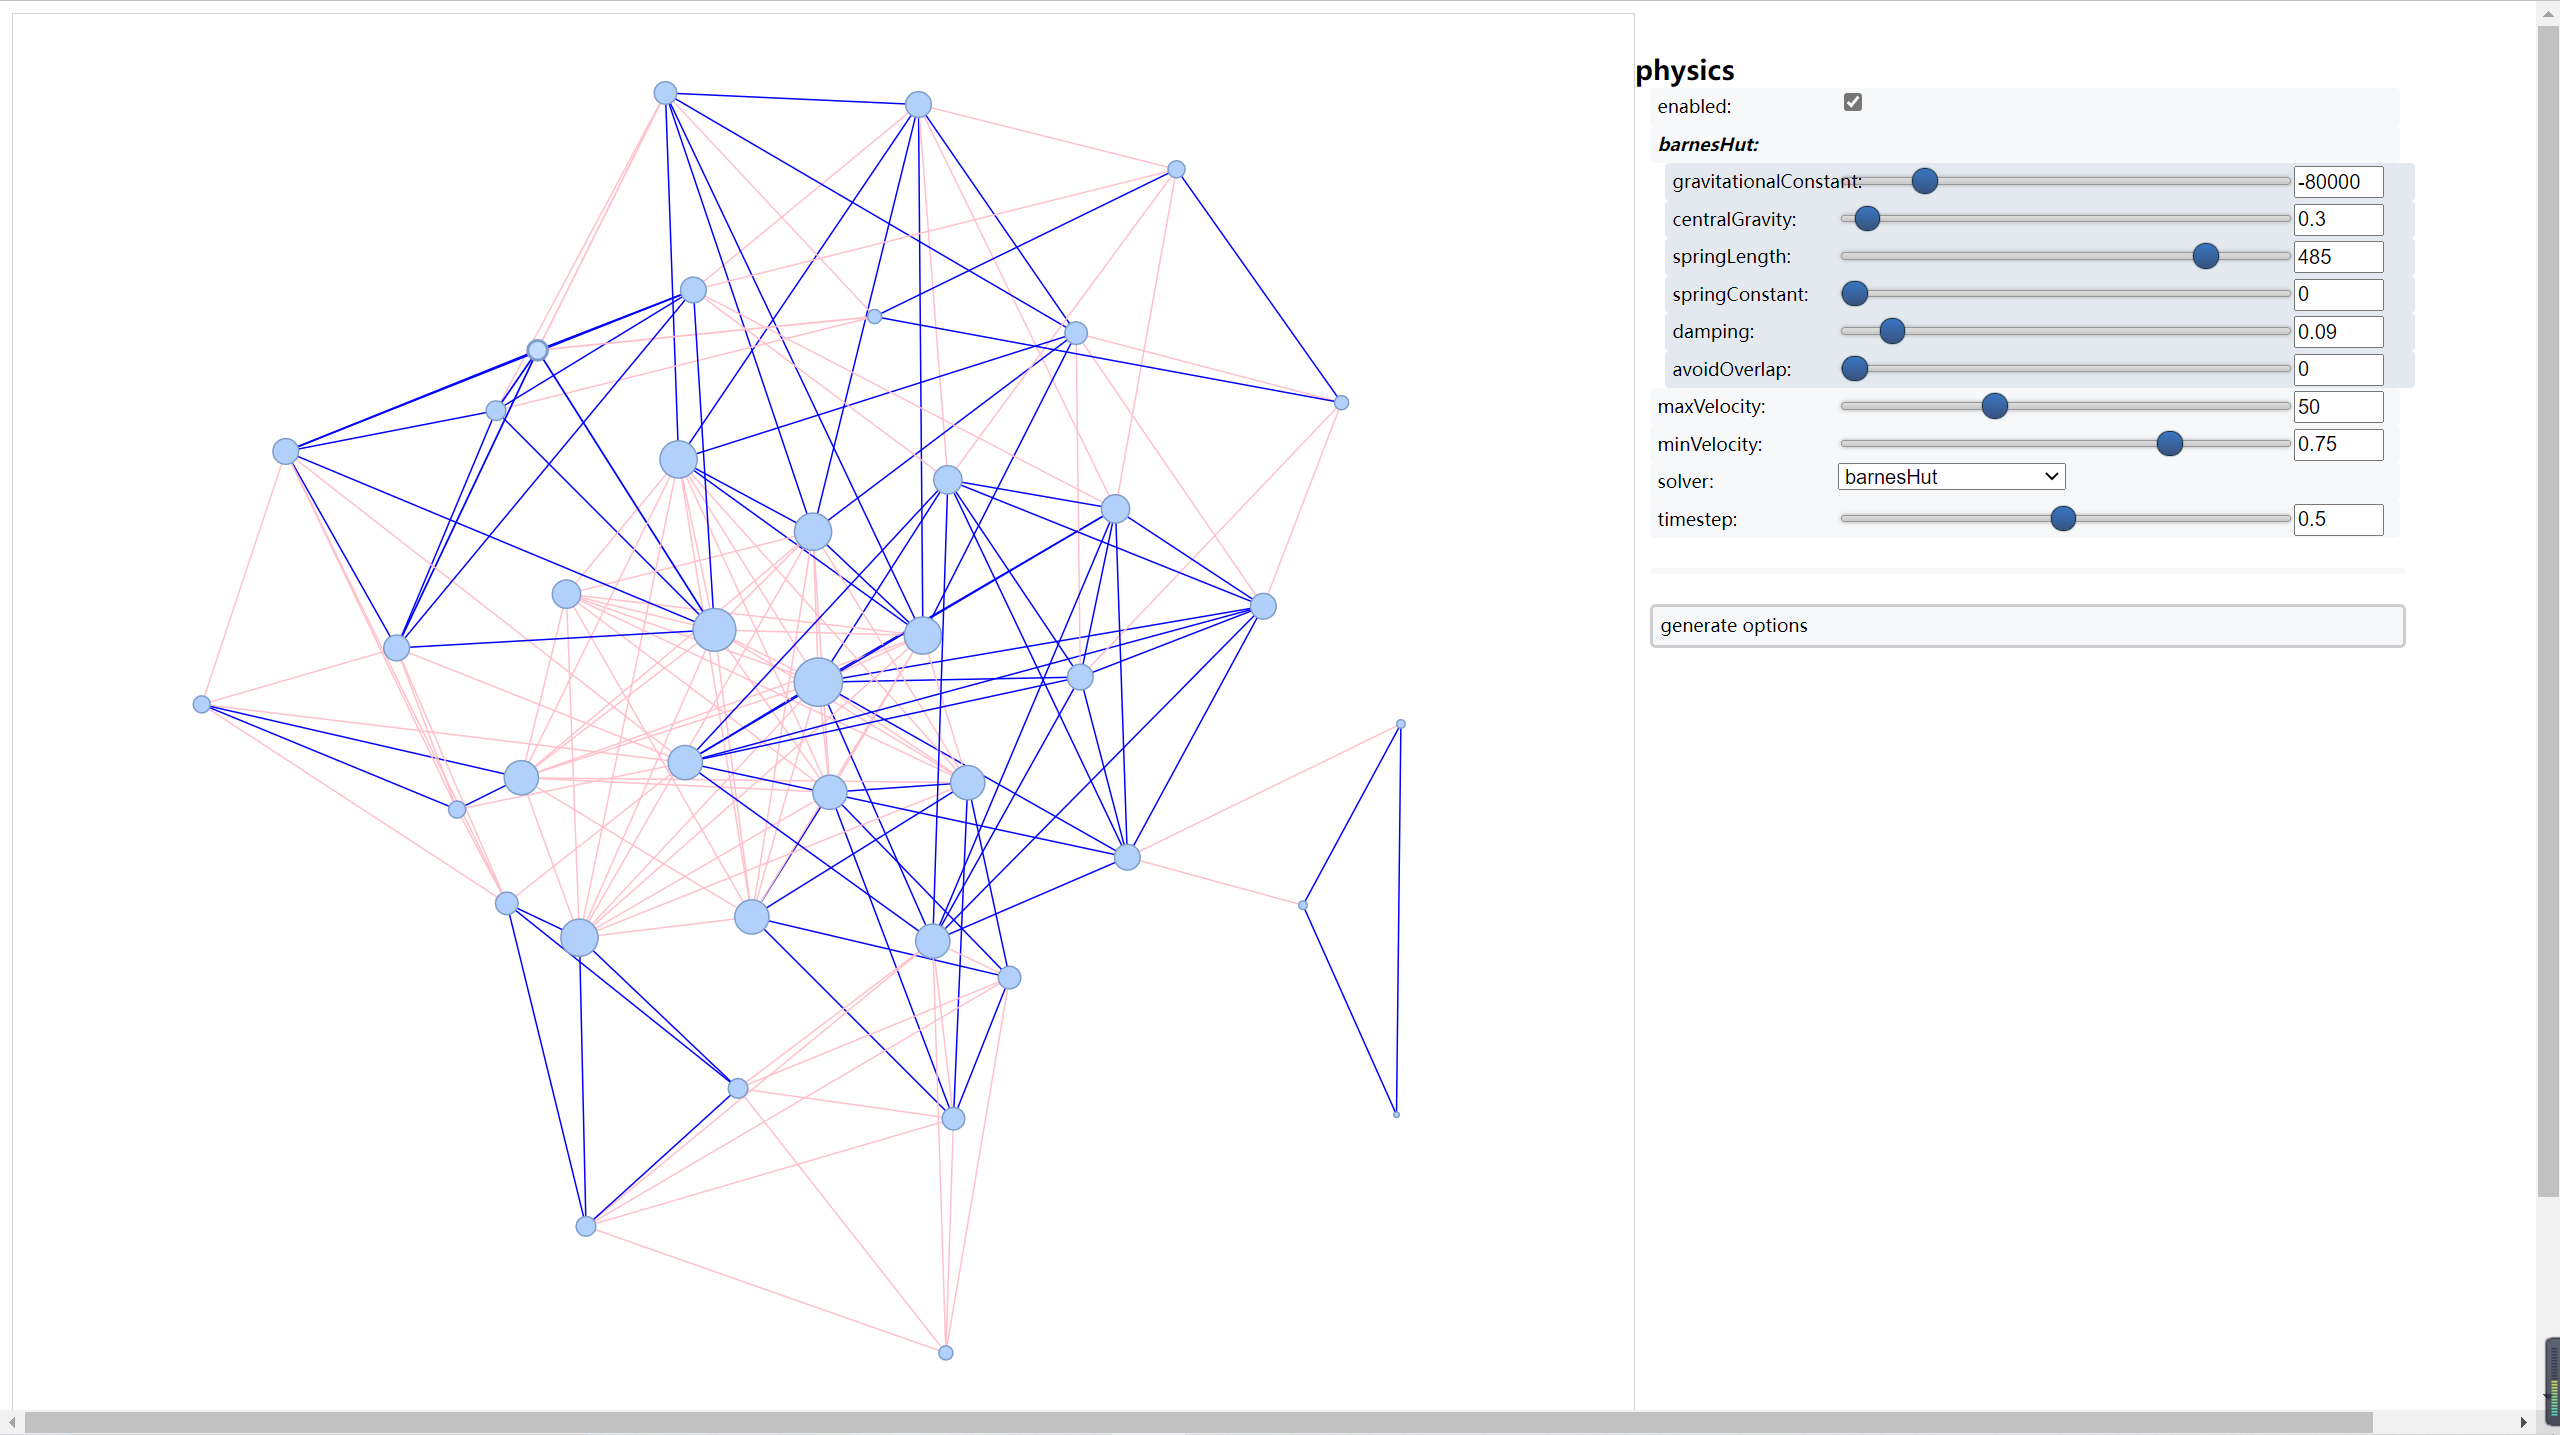 physics
enabled:
barnesHut:
gravitationalConstant: -80000
centralGravity: 0.3
springLength: 485
springConstant: 0
damping: 0.09
avoidOverlap: 0
maxVelocity: 50
minVelocity: 0.75
solver: barnesHut
timestep: 0.5
generate options